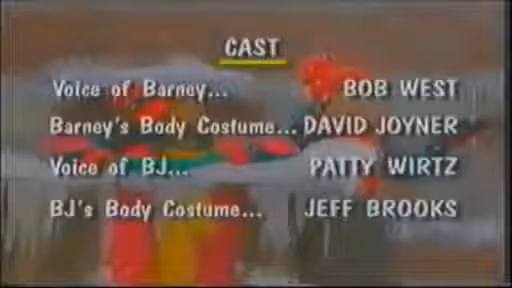 CAST
Voice of Barney... BOB WEST
Barney's Body Costume... DAVID JOYNER
Voice of BJ... PATTY WIRTZ
BJ's Body Costume... JEFF BROOKS